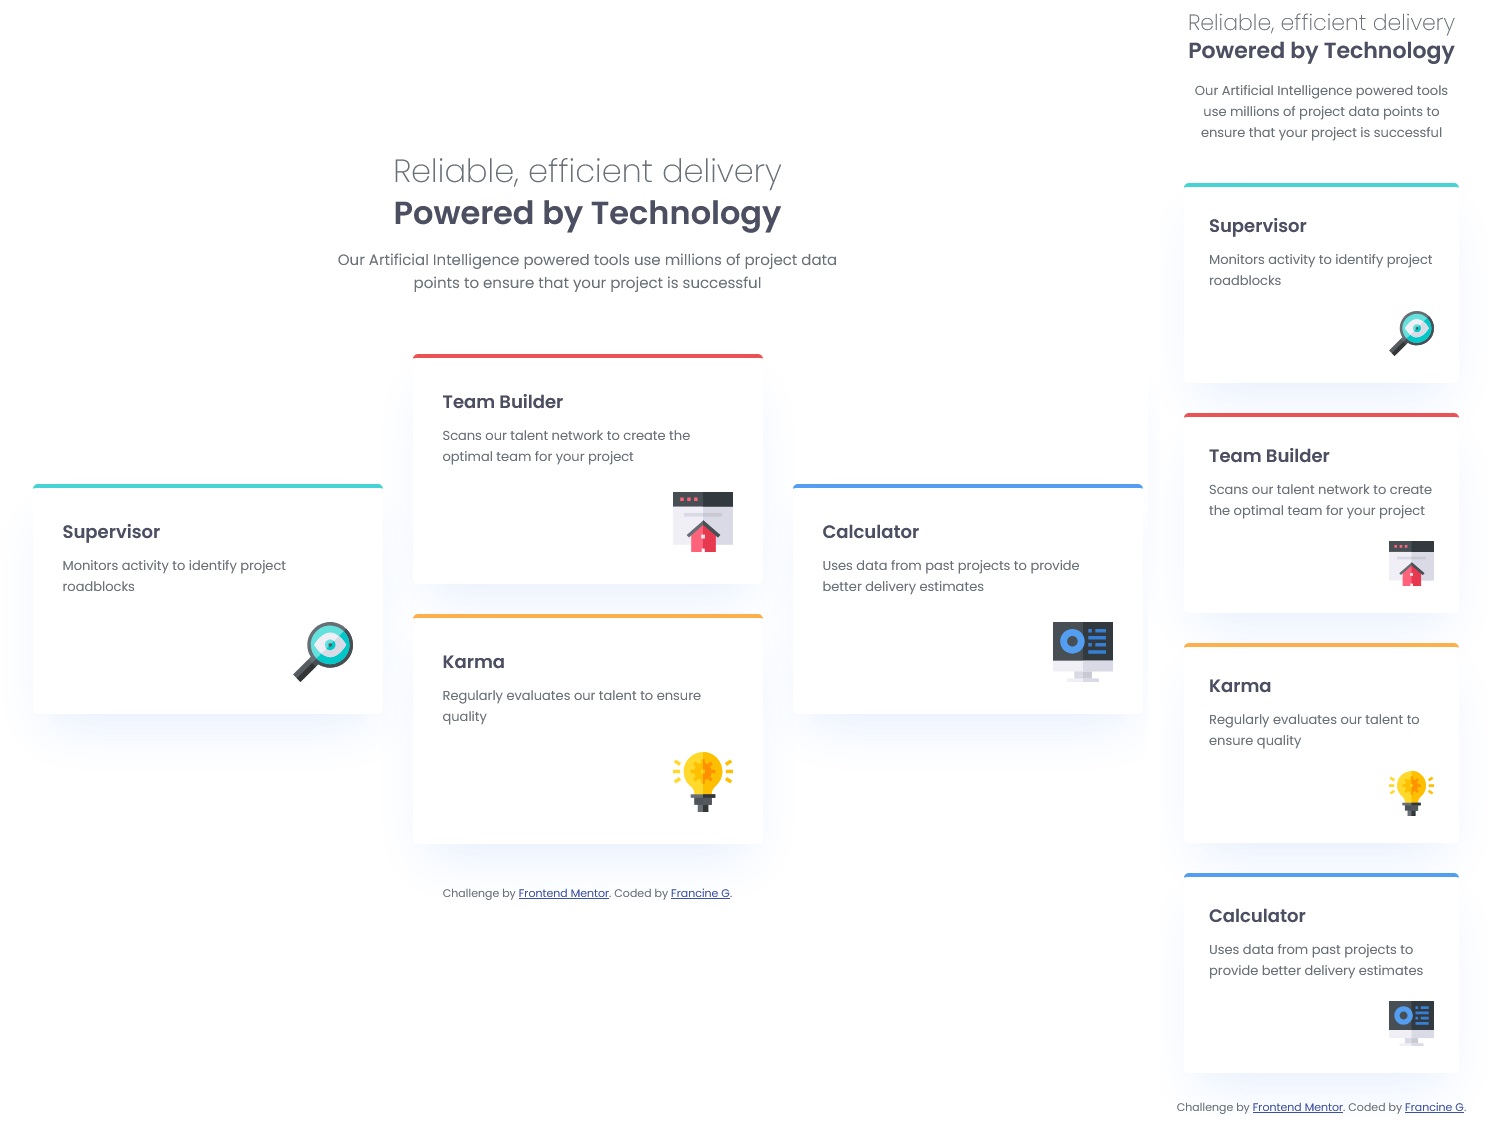 Reliable, efficient delivery
Powered by Technology
Our Artificial Intelligence powered tools use millions of project data
points to ensure that your project is successful
Supervisor
Monitors activity to identify project
roadblocks
Team Builder
Scans our talent network to create the
optimal team for your project
Karma
Regularly evaluates our talent to ensure
quality
Calculator
Uses data from past projects to provide
better delivery estimates
Challenge by Frontend Mentor. Coded by Francine G.
Reliable, efficient delivery
Powered by Technology
Our Artificial Intelligence powered tools
use millions of project data points to
ensure that your project is successful
Supervisor
Monitors activity to identify project
roadblocks
Team Builder
Scans our talent network to create
the optimal team for your project
Karma
Regularly evaluates our talent to
ensure quality
Calculator
Uses data from past projects to
provide better delivery estimates
Challenge by Frontend Mentor. Coded by Francine G.